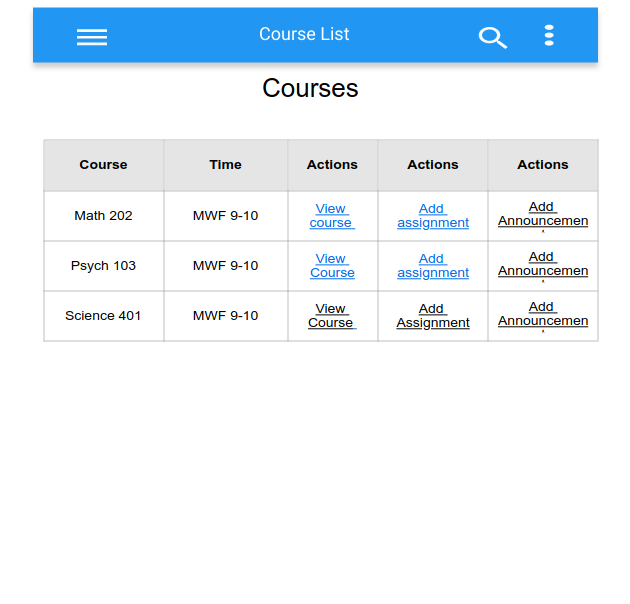 Course List
Courses
Course Time Actions Actions Actions
Math 202 MWF 9-10 View course Add assignment Add Announcemen
Psych 103 MWF 9-10 View Course Add assignment Add Announcemen
Science 401 MWF 9-10 View Course Add Assignment Add Announcemen